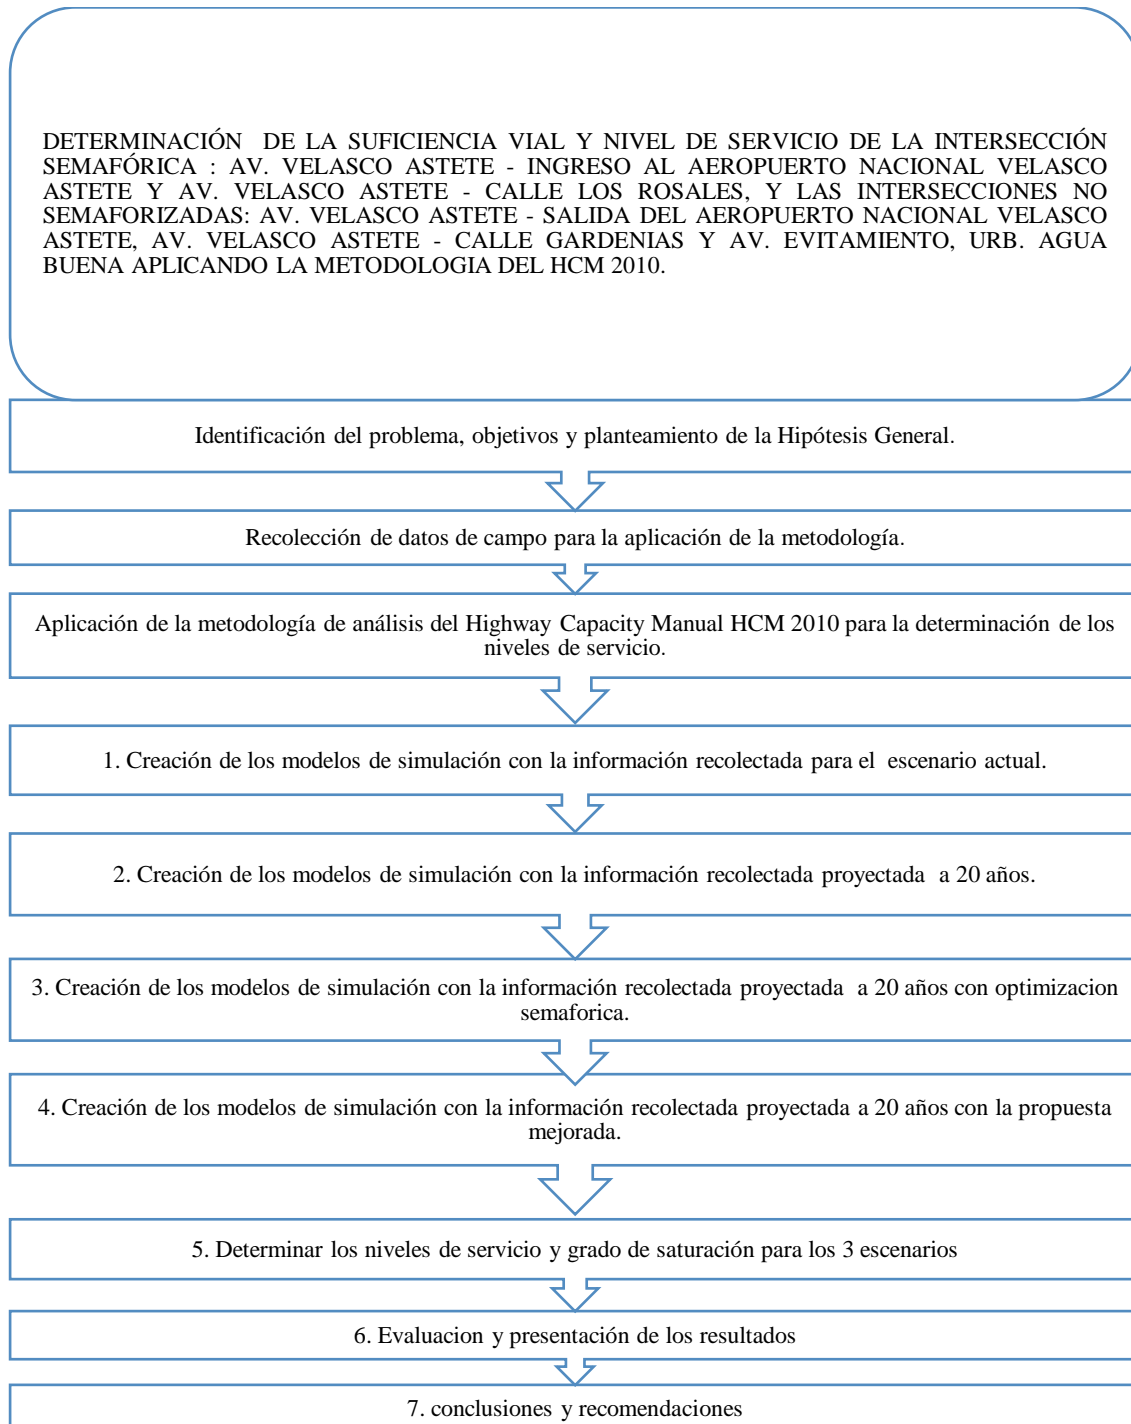 DETERMINACIÓN DE LA SUFICIENCIA VIAL Y NIVEL DE SERVICIO DE LA INTERSECCIÓN
SEMAFÓRICA : AV. VELASCO ASTETE - INGRESO AL AEROPUERTO NACIONAL VELASCO
ASTETE Y AV. VELASCO ASTETE - CALLE LOS ROSALES, Y LAS INTERSECCIONES NO
SEMAFORIZADAS: AV. VELASCO ASTETE - SALIDA DEL AEROPUERTO NACIONAL VELASCO
ASTETE, AV. VELASCO ASTETE - CALLE GARDENIAS Y AV. EVITAMIENTO, URB. AGUA
BUENA APLICANDO LA METODOLOGIA DEL HCM 2010.
Identificación del problema, objetivos y planteamiento de la Hipótesis General.
Recolección de datos de campo para la aplicación de la metodología.
Aplicación de la metodología de análisis del Highway Capacity Manual HCM 2010 para la determinación de los
niveles de servicio.
1. Creación de los modelos de simulación con la información recolectada para el escenario actual.
2. Creación de los modelos de simulación con la información recolectada proyectada a 20 años.
3. Creación de los modelos de simulación con la información recolectada proyectada a 20 años con optimizacion
semaforica.
4. Creación de los modelos de simulación con la información recolectada proyectada a 20 años con la propuesta
mejorada.
5. Determinar los niveles de servicio y grado de saturación para los 3 escenarios
6. Evaluacion y presentación de los resultados
7. conclusiones y recomendaciones